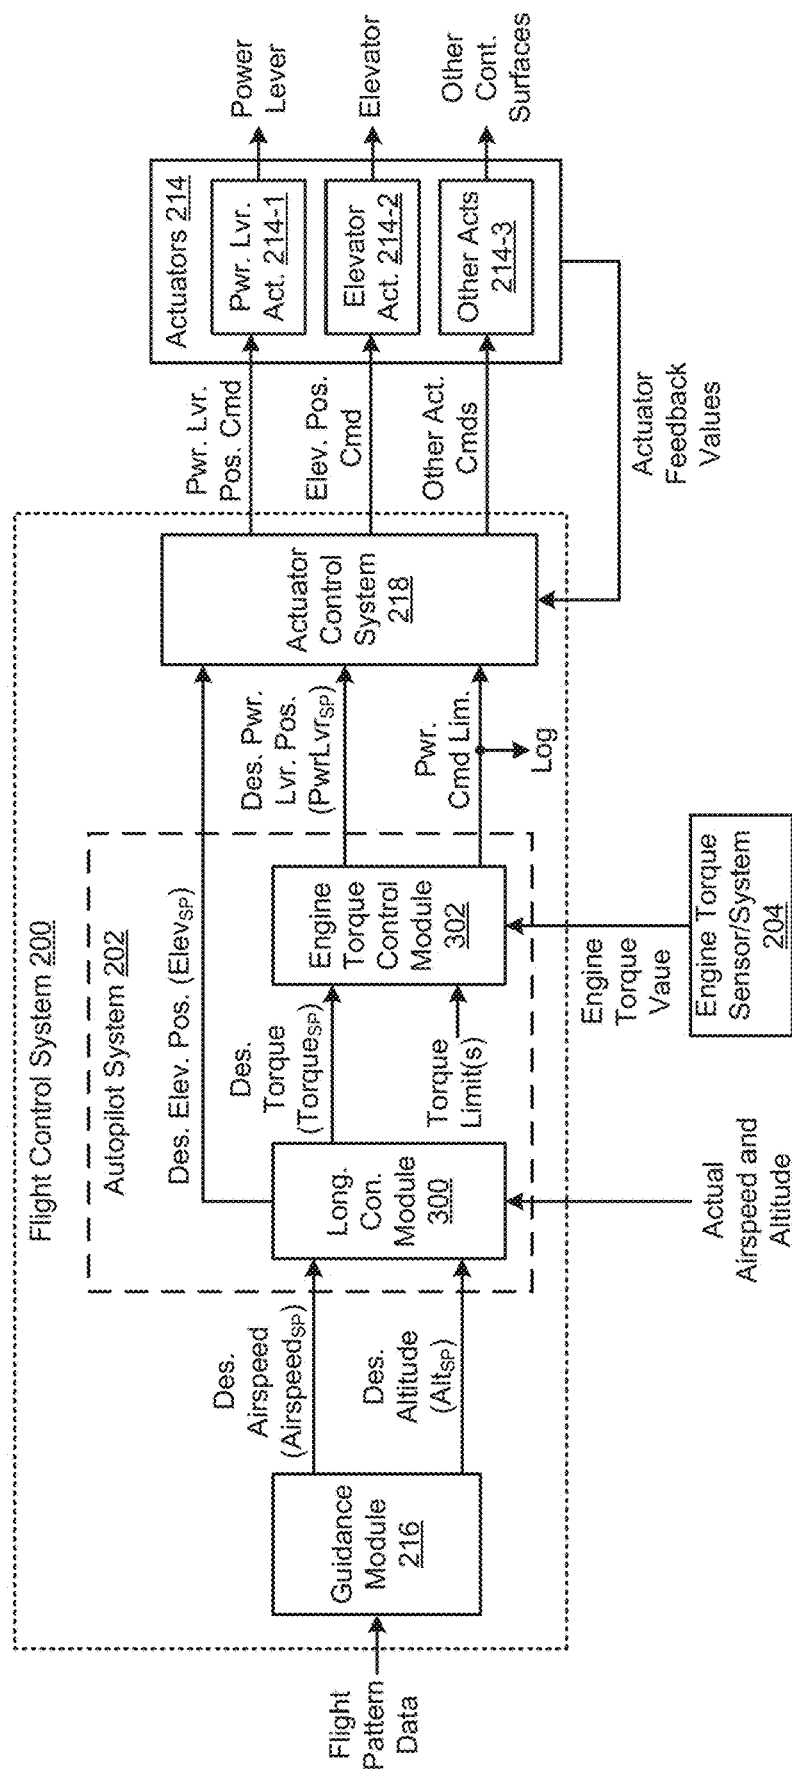 Flight Control System 200
Autopilot System 202
Flight
Pattern
Data
Guidance
Module
216
Des.
Airspeed
(AirspeedSP)
Des.
Altitude
(AltSP)
Long.
Con.
Module
300
Actual
Airspeed and
Altitude
Des. Elev. Pos. (ElevSP)
Des.
Torque
(TorqueSP)
Torque
Limit(s)
Engine
Torque
Control
Module
302
Engine
Torque
Vaue
Engine Torque
Sensor/System
204
Des. Pwr.
Lvr. Pos.
(PwrLvrSP)
Pwr.
Cmd Lim.
Log
Actuator
Control
System
218
Pwr. Lvr.
Pos. Cmd
Elev. Pos.
Cmd
Other Act.
Cmds
Actuators 214
Pwr. Lvr.
Act. 214-1
Elevator
Act. 214-2
Other Acts
214-3
Power
Lever
Elevator
Other
Cont.
Surfaces
Actuator
Feedback
Values